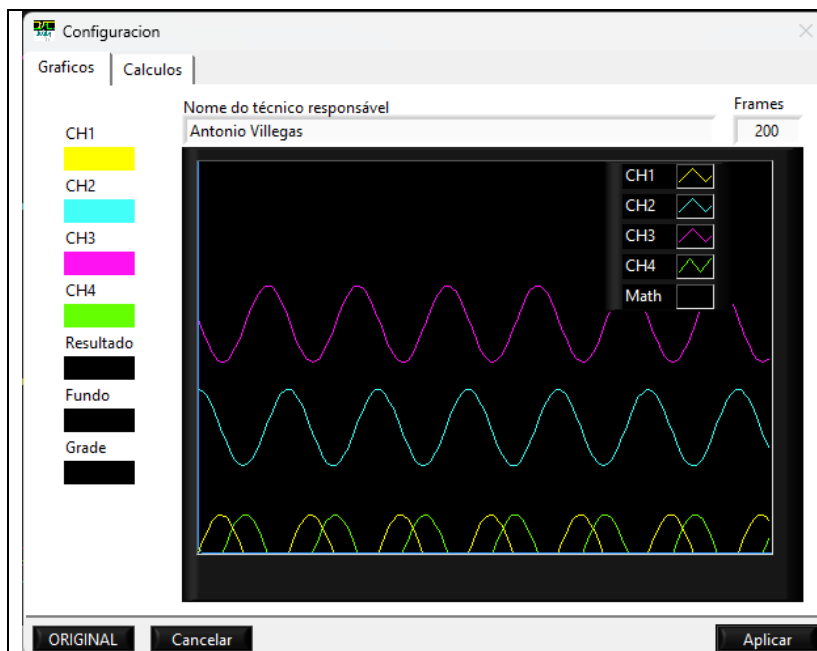 Configuracion
Graficos
Calculos
Nome do técnico responsável
Frames
Antonio Villegas
200
CH1
CH2
CH3
CH4
Resultado
Fundo
Grade
CH1
CH2
CH3
CH4
Math
ORIGINAL
Cancelar
Aplicar